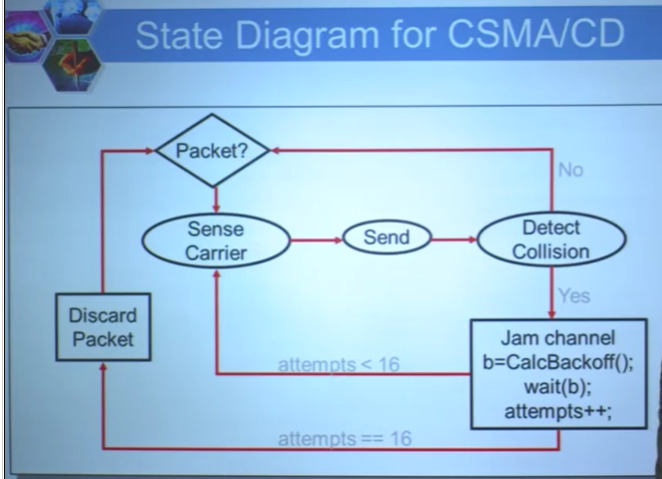 State Diagram for CSMA/CD
Packet?
No
Sense
Carrier
Send
Detect
Collision
Yes
Discard
Packet
Jam channel
b=CalcBackoff();
wait(b);
attempts++;
attempts < 16
attempts == 16